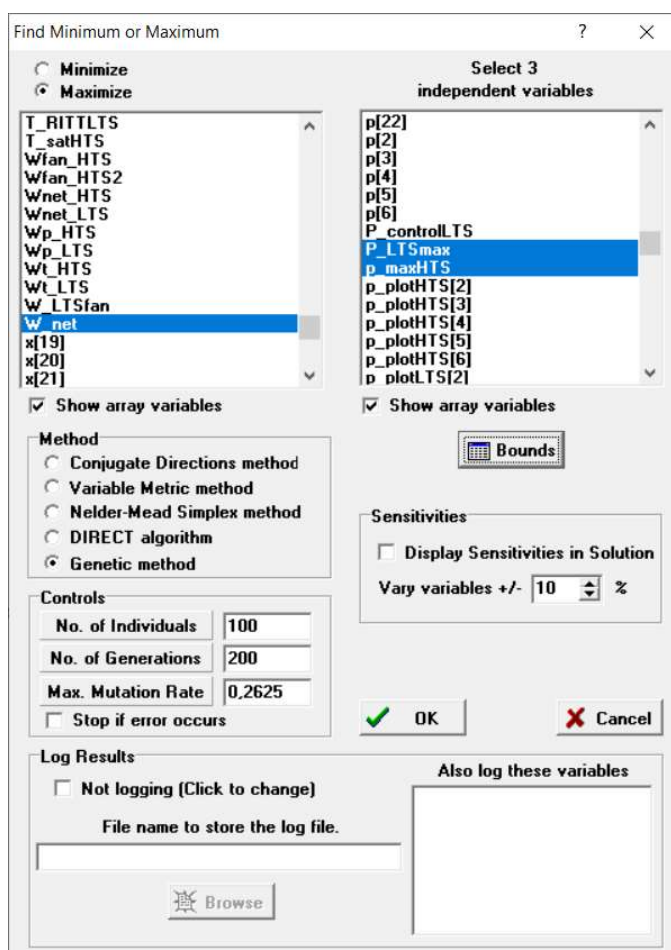 Find Minimum or Maximum
?
Minimize
Maximize
T_RITTLTS
T_satHTS
Wfan_HTS
Wfan_HTS2
Wnet_HTS
Wnet_LTS
Wp_HTS
Wp_LTS
Wt_HTS
Wt_LTS
W_LTSfan
W_net
x[19]
x[20]
x[21]
Show array variables
Select 3
independent variables
p[22]
p[2]
p[3]
p[4]
p[5]
p[6]
P_controlLTS
P_LTSmax
p_maxHTS
p_plotHTS[2]
p_plotHTS[3]
p_plotHTS[4]
p_plotHTS[5]
p_plotHTS[6]
p_plotLTS[2]
Show array variables
Method
Conjugate Directions method
Variable Metric method
Nelder-Mead Simplex method
DIRECT algorithm
Genetic method
Bounds
Sensitivities
Display Sensitivities in Solution
Vary variables +/- 10 %
Controls
No. of Individuals 100
No. of Generations 200
Max. Mutation Rate 0,2625
Stop if error occurs
OK
Cancel
Log Results
Not logging (Click to change)
File name to store the log file.
Browse
Also log these variables